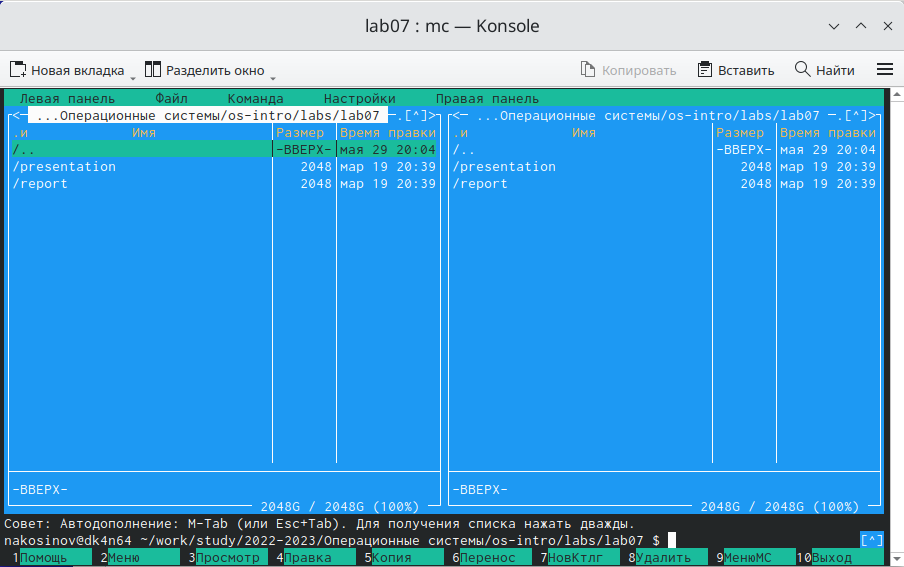 lab07 : mc — Konsole
Новая вкладка Разделить окно Копировать Вставить Найти
Левая панель Файл Команда Настройки Правая панель
<— ...Операционные системы/os-intro/labs/lab07 —.[^]> <— ...Операционные системы/os-intro/labs/lab07 —.[^]>
.и Имя Размер Время правки .и Имя Размер Время правки
/.. -ВВЕРХ- мая 29 20:04 /.. -ВВЕРХ- мая 29 20:04
/presentation 2048 мар 19 20:39 /presentation 2048 мар 19 20:39
/report 2048 мар 19 20:39 /report 2048 мар 19 20:39
-ВВЕРХ- -ВВЕРХ-
2048G / 2048G (100%) 2048G / 2048G (100%)
Совет: Автодополнение: M-Tab (или Esc+Tab). Для получения списка нажать дважды.
nakosinov@dk4n64 ~/work/study/2022-2023/Операционные системы/os-intro/labs/lab07 $ [^]
1Помощь 2Меню 3Просмотр 4Правка 5Копия 6Перенос 7НовКтлг 8Удалить 9МенюMC 10Выход